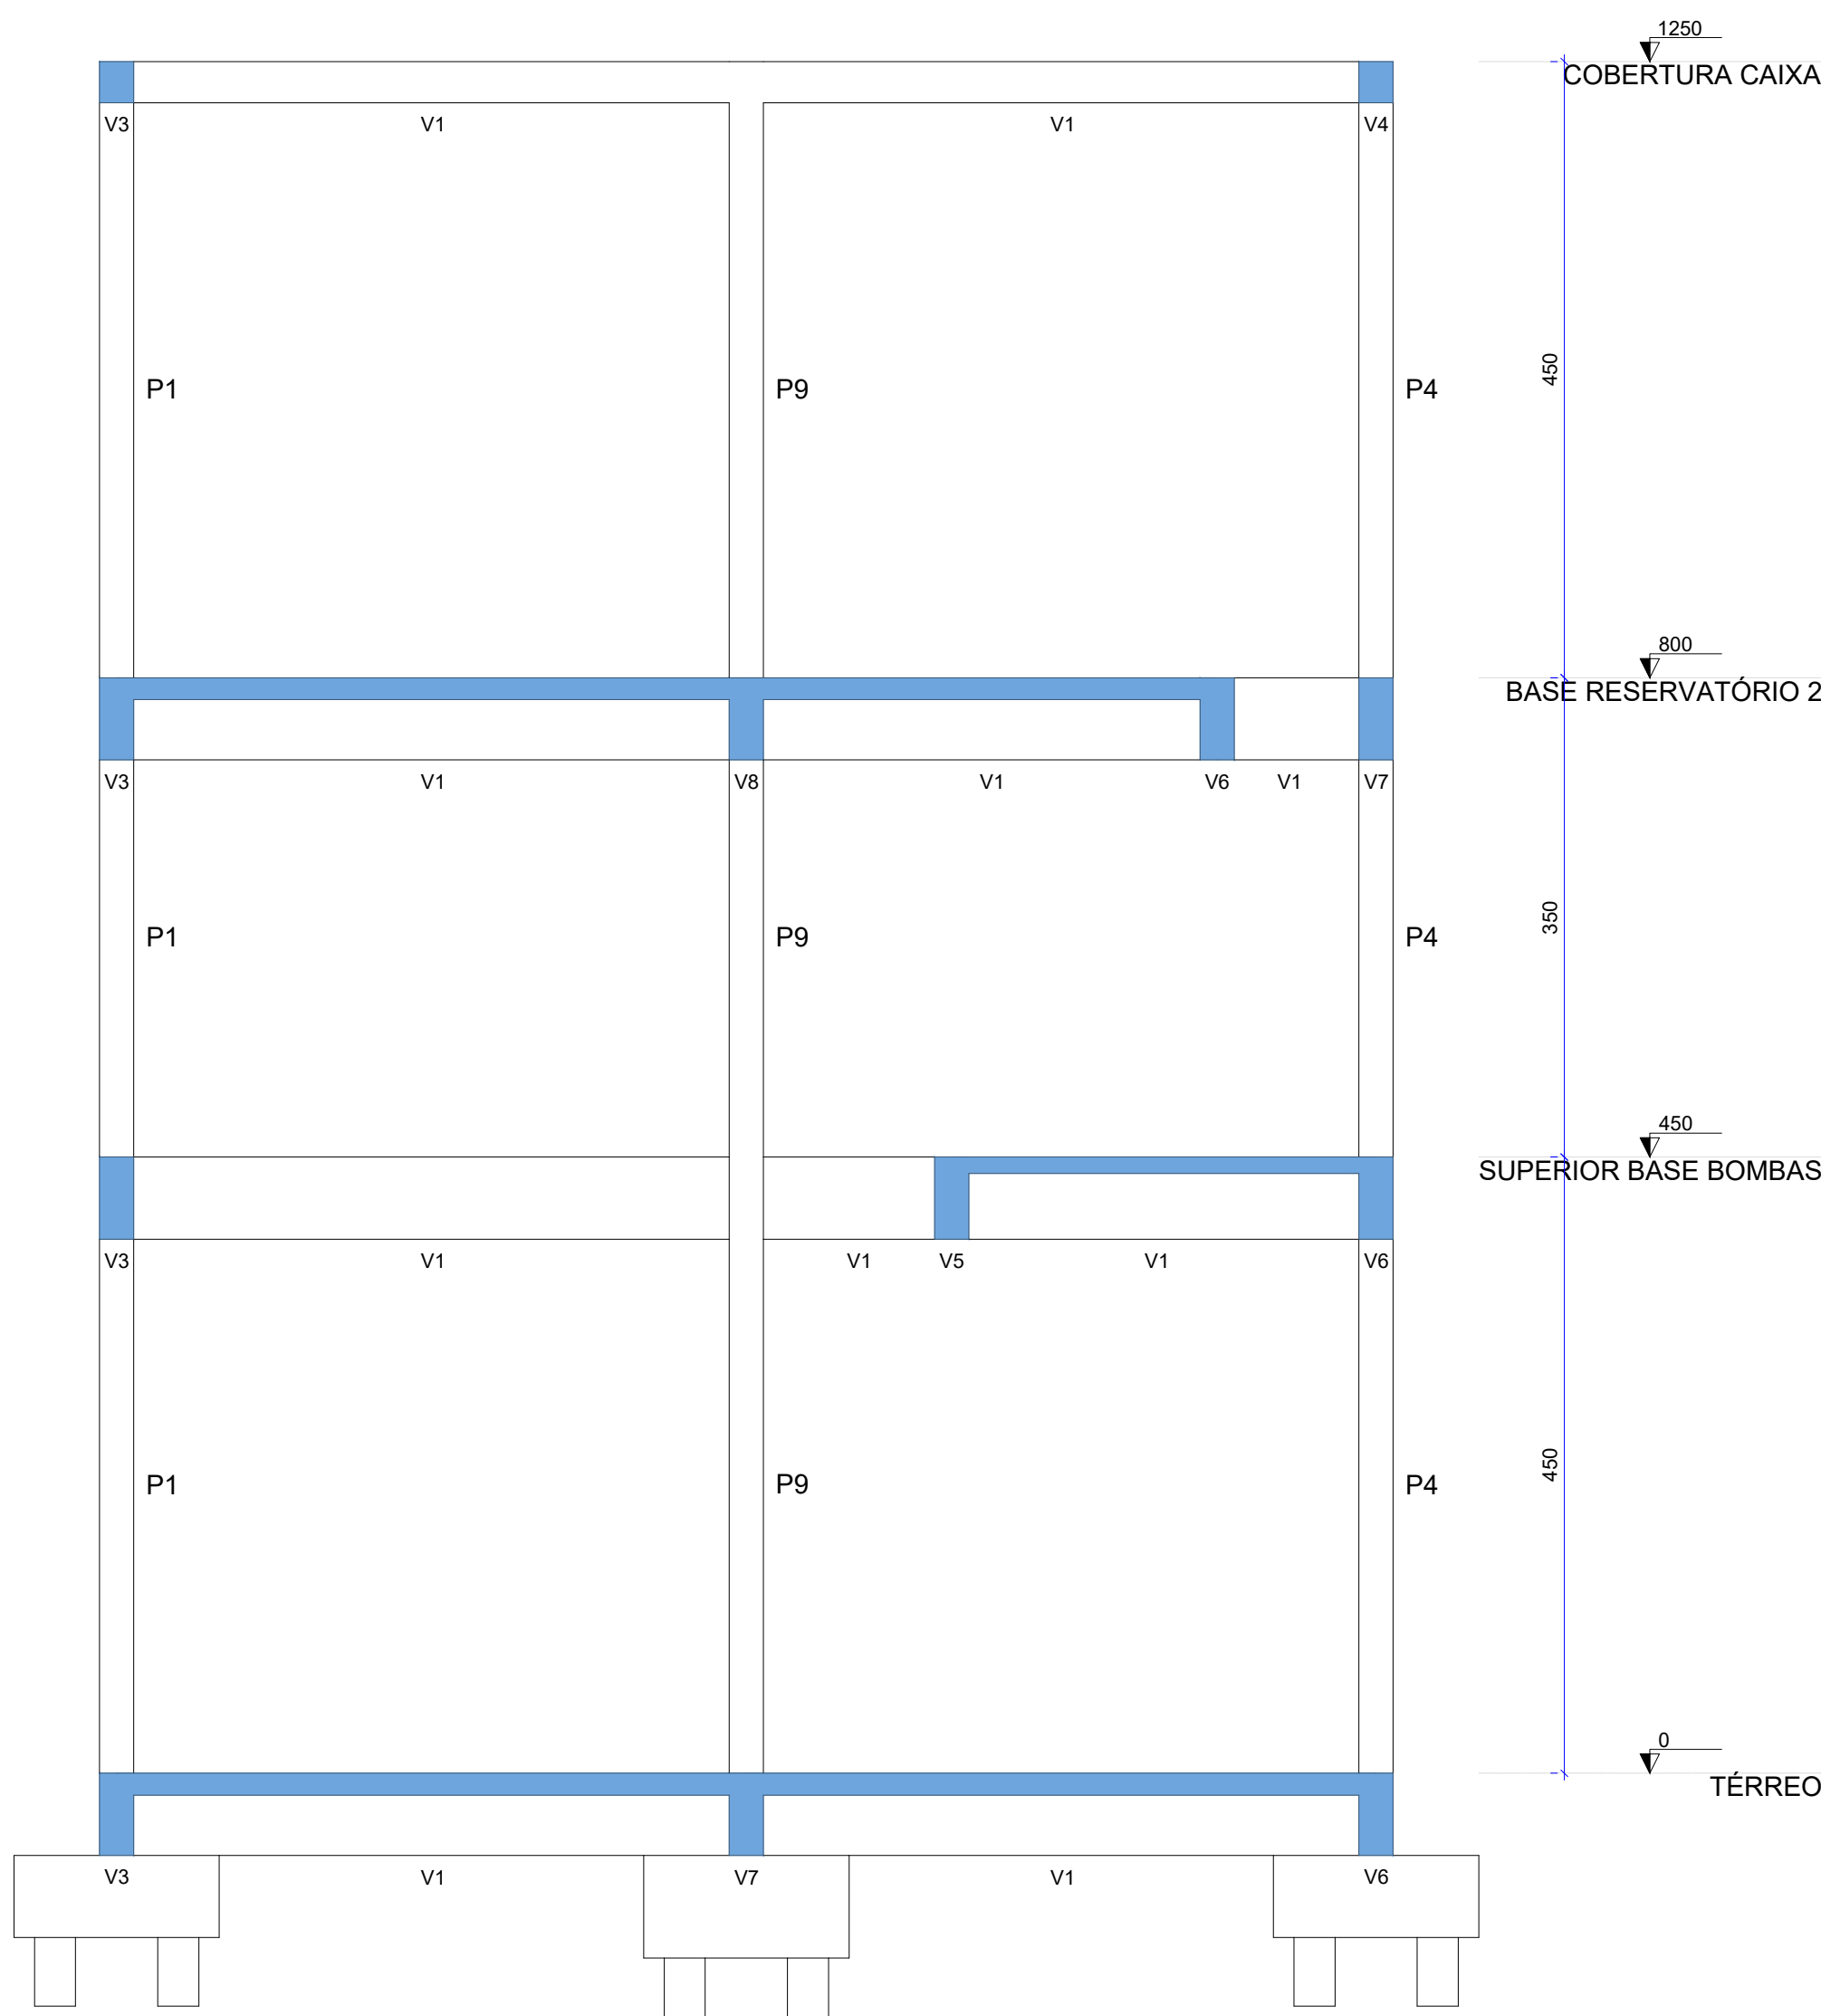 1250
COBERTURA CAIXA
V3 V1 V1 V4
P1 P9 P4 450
800
BASE RESERVATÓRIO 2
V3 V1 V8 V1 V6 V1 V7
P1 P9 P4 350
450
SUPERIOR BASE BOMBAS
V3 V1 V1 V5 V1 V6
P1 P9 P4 450
0
TÉRREO
V3 V1 V7 V1 V6